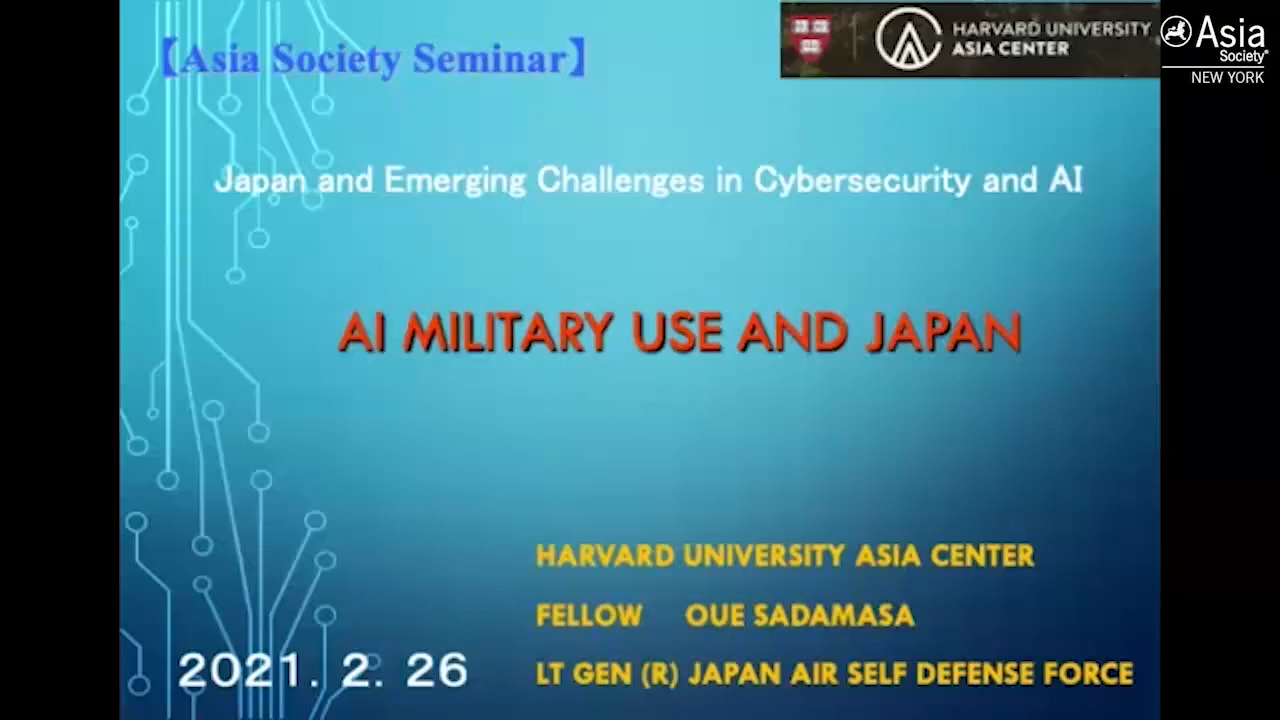 【Asia Society Seminar】
HARVARD UNIVERSITY
ASIA CENTER
Asia
Society
NEW YORK
Japan and Emerging Challenges in Cybersecurity and AI
AI MILITARY USE AND JAPAN
HARVARD UNIVERSITY ASIA CENTER
FELLOW OUE SADAMASA
2021. 2. 26
LT GEN (R) JAPAN AIR SELF DEFENSE FORCE